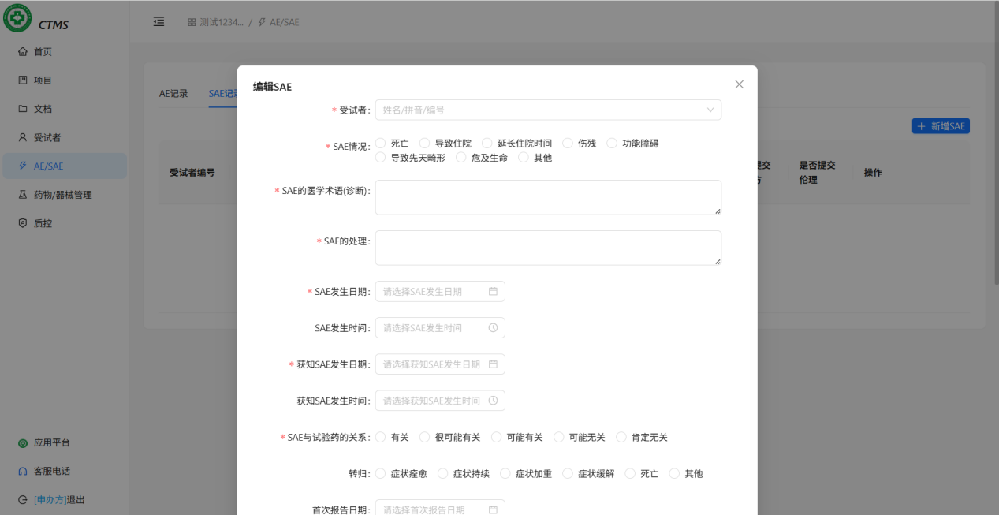 CTMS
测试1234... / AE/SAE
首页
项目
文档
受试者
AE/SAE
药物/器械管理
质控
应用平台
客服电话
[申办方]退出
AE记录 SAE记
+ 新增SAE
受试者编号
是否提交
伦理
操作
编辑SAE
* 受试者: 姓名/拼音/编号
* SAE情况: 死亡 导致住院 延长住院时间 伤残 功能障碍
导致先天畸形 危及生命 其他
* SAE的医学术语(诊断):
* SAE的处理:
* SAE发生日期: 请选择SAE发生日期
SAE发生时间: 请选择SAE发生时间
* 获知SAE发生日期: 请选择获知SAE发生日期
获知SAE发生时间: 请选择获知SAE发生时间
* SAE与试验药的关系: 有关 很可能有关 可能有关 可能无关 肯定无关
转归: 症状痊愈 症状持续 症状加重 症状缓解 死亡 其他
首次报告日期: 请选择首次报告日期